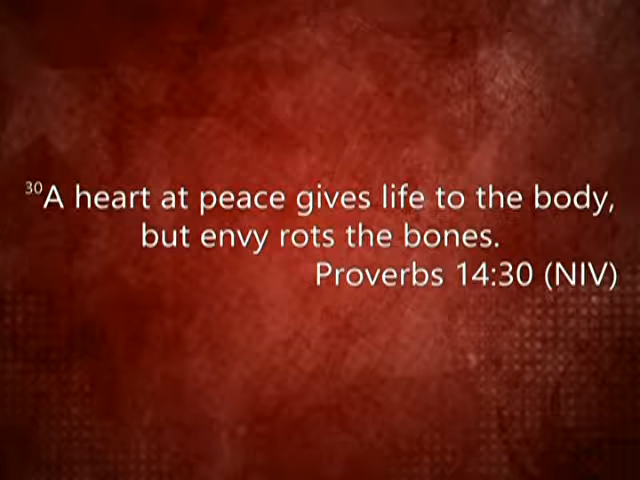 ³⁰A heart at peace gives life to the body,
but envy rots the bones.
Proverbs 14:30 (NIV)